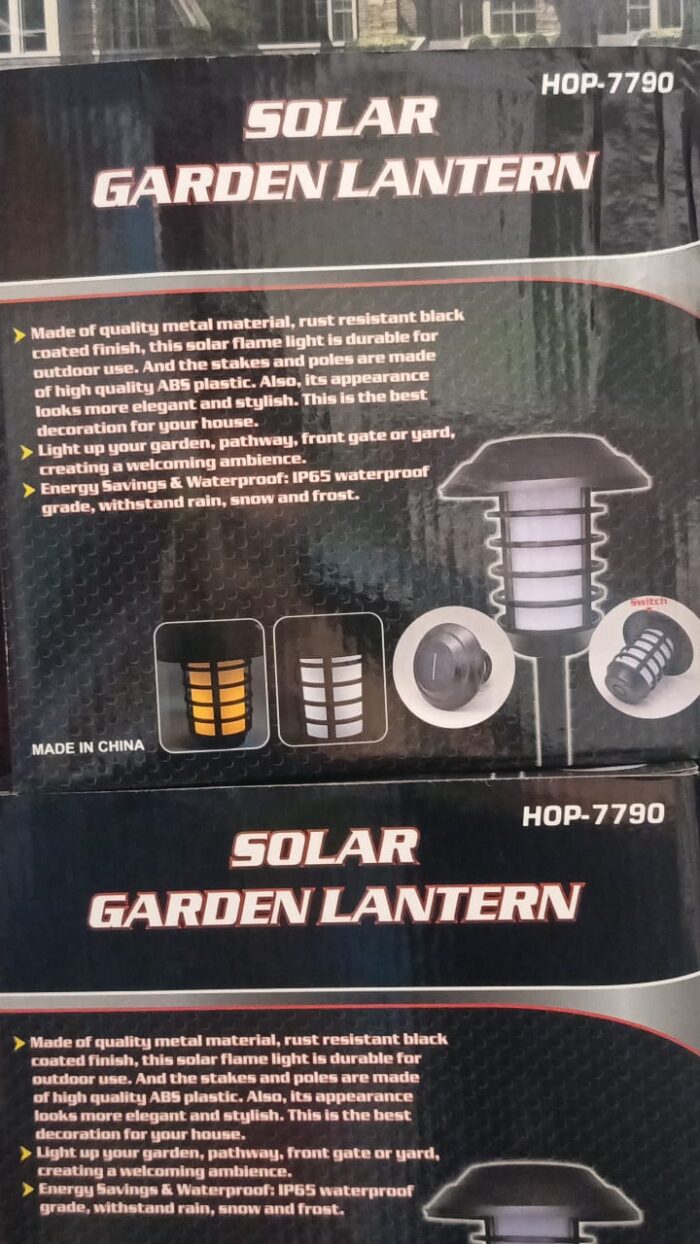 HOP-7790
SOLAR
GARDEN LANTERN
Made of quality metal material, rust resistant black
coated finish, this solar flame light is durable for
outdoor use. And the stakes and poles are made
of high quality ABS plastic. Also, its appearance
looks more elegant and stylish. This is the best
decoration for your house.
Light up your garden, pathway, front gate or yard,
creating a welcoming ambience.
Energy Savings & Waterproof: IP65 waterproof
grade, withstand rain, snow and frost.
Switch
MADE IN CHINA
HOP-7790
SOLAR
GARDEN LANTERN
Made of quality metal material, rust resistant black
coated finish, this solar flame light is durable for
outdoor use. And the stakes and poles are made
of high quality ABS plastic. Also, its appearance
looks more elegant and stylish. This is the best
decoration for your house.
Light up your garden, pathway, front gate or yard,
creating a welcoming ambience.
Energy Savings & Waterproof: IP65 waterproof
grade, withstand rain, snow and frost.